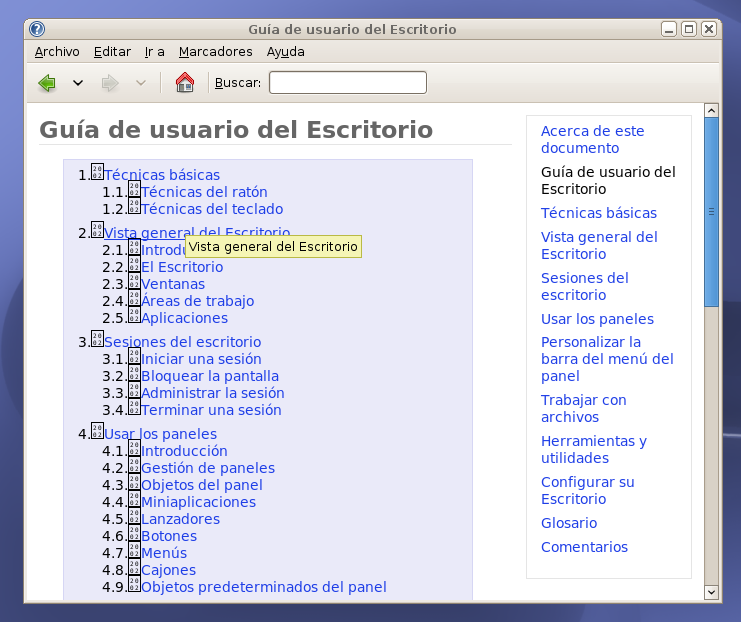 Guía de usuario del Escritorio
Archivo Editar Ir a Marcadores Ayuda
Buscar:
Guía de usuario del Escritorio
1. Técnicas básicas
1.1. Técnicas del ratón
1.2. Técnicas del teclado
2. Vista general del Escritorio
Vista general del Escritorio
2.1.
2.2. El Escritorio
2.3. Ventanas
2.4. Áreas de trabajo
2.5. Aplicaciones
3. Sesiones del escritorio
3.1. Iniciar una sesión
3.2. Bloquear la pantalla
3.3. Administrar la sesión
3.4. Terminar una sesión
4. Usar los paneles
4.1. Introducción
4.2. Gestión de paneles
4.3. Objetos del panel
4.4. Miniaplicaciones
4.5. Lanzadores
4.6. Botones
4.7. Menús
4.8. Cajones
4.9. Objetos predeterminados del panel
Acerca de este
documento
Guía de usuario del
Escritorio
Técnicas básicas
Vista general del
Escritorio
Sesiones del
escritorio
Usar los paneles
Personalizar la
barra del menú del
panel
Trabajar con
archivos
Herramientas y
utilidades
Configurar su
Escritorio
Glosario
Comentarios